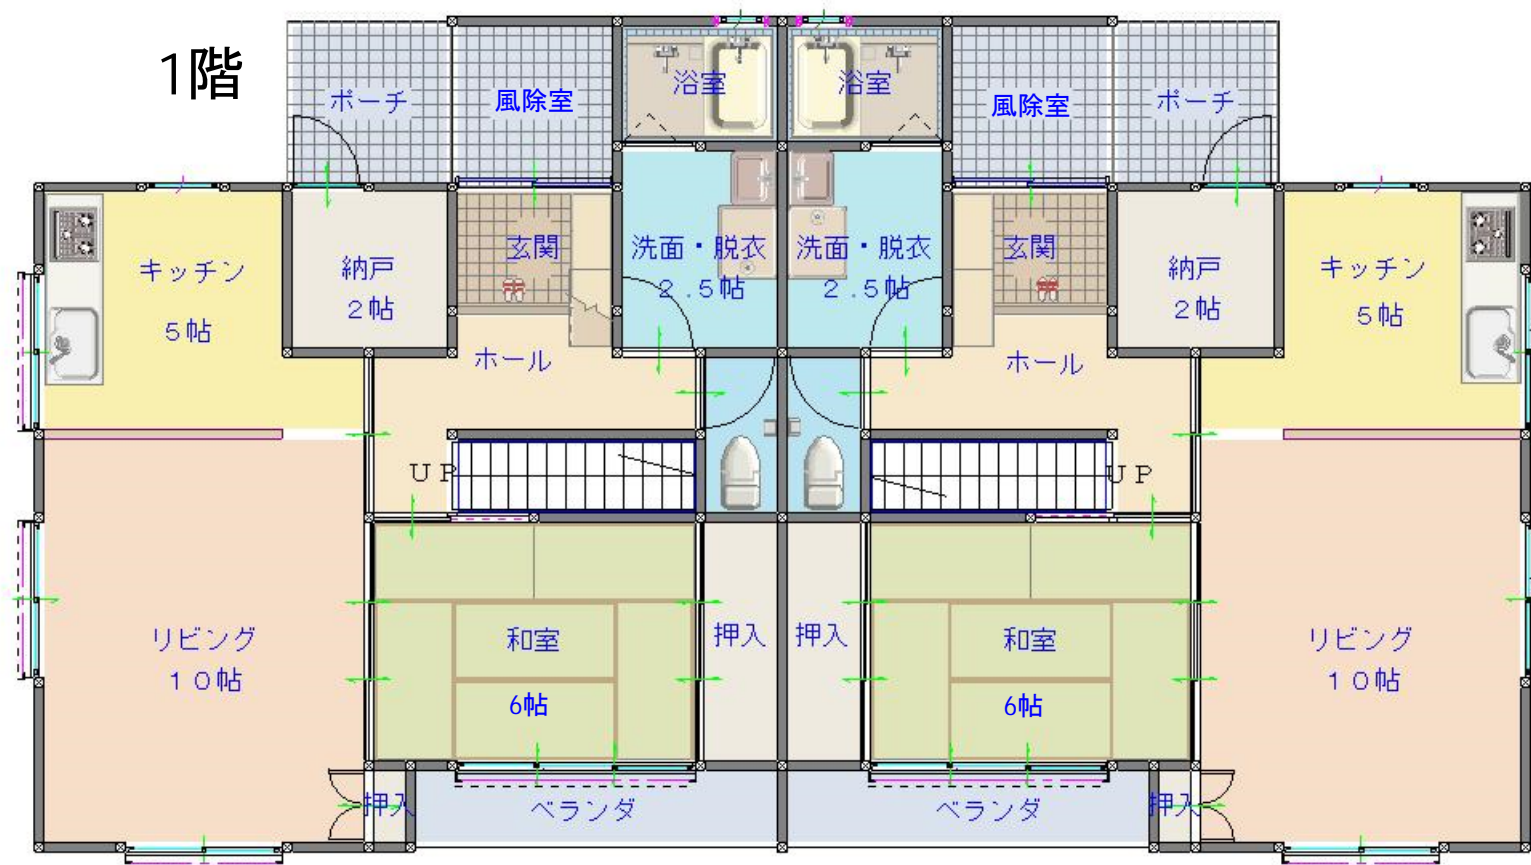 1階
ポーチ
風除室
浴室
浴室
風除室
ポーチ
キッチン
5帖
納戸
2帖
玄関
洗面・脱衣
2.5帖
洗面・脱衣
2.5帖
玄関
納戸
2帖
キッチン
5帖
ホール
ホール
UP
UP
リビング
10帖
和室
6帖
押入
押入
和室
6帖
リビング
10帖
押入
ベランダ
ベランダ
押入